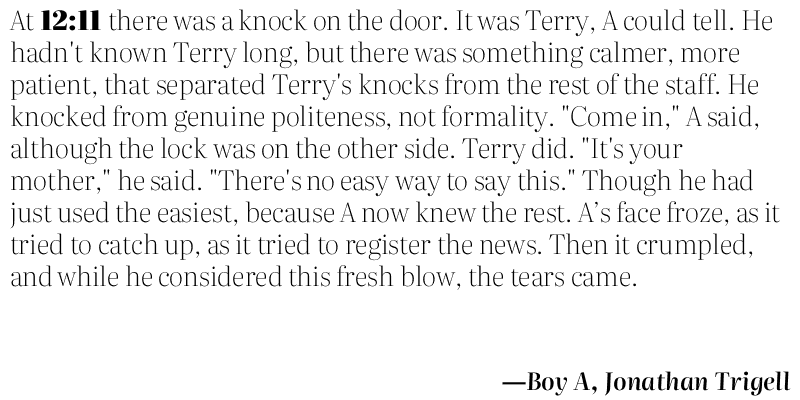 At 12:11 there was a knock on the door. It was Terry, A could tell. He
hadn't known Terry long, but there was something calmer, more
patient, that separated Terry's knocks from the rest of the staff. He
knocked from genuine politeness, not formality. "Come in," A said,
although the lock was on the other side. Terry did. "It's your
mother," he said. "There's no easy way to say this." Though he had
just used the easiest, because A now knew the rest. A’s face froze, as it
tried to catch up, as it tried to register the news. Then it crumpled,
and while he considered this fresh blow, the tears came.
—Boy A, Jonathan Trigell